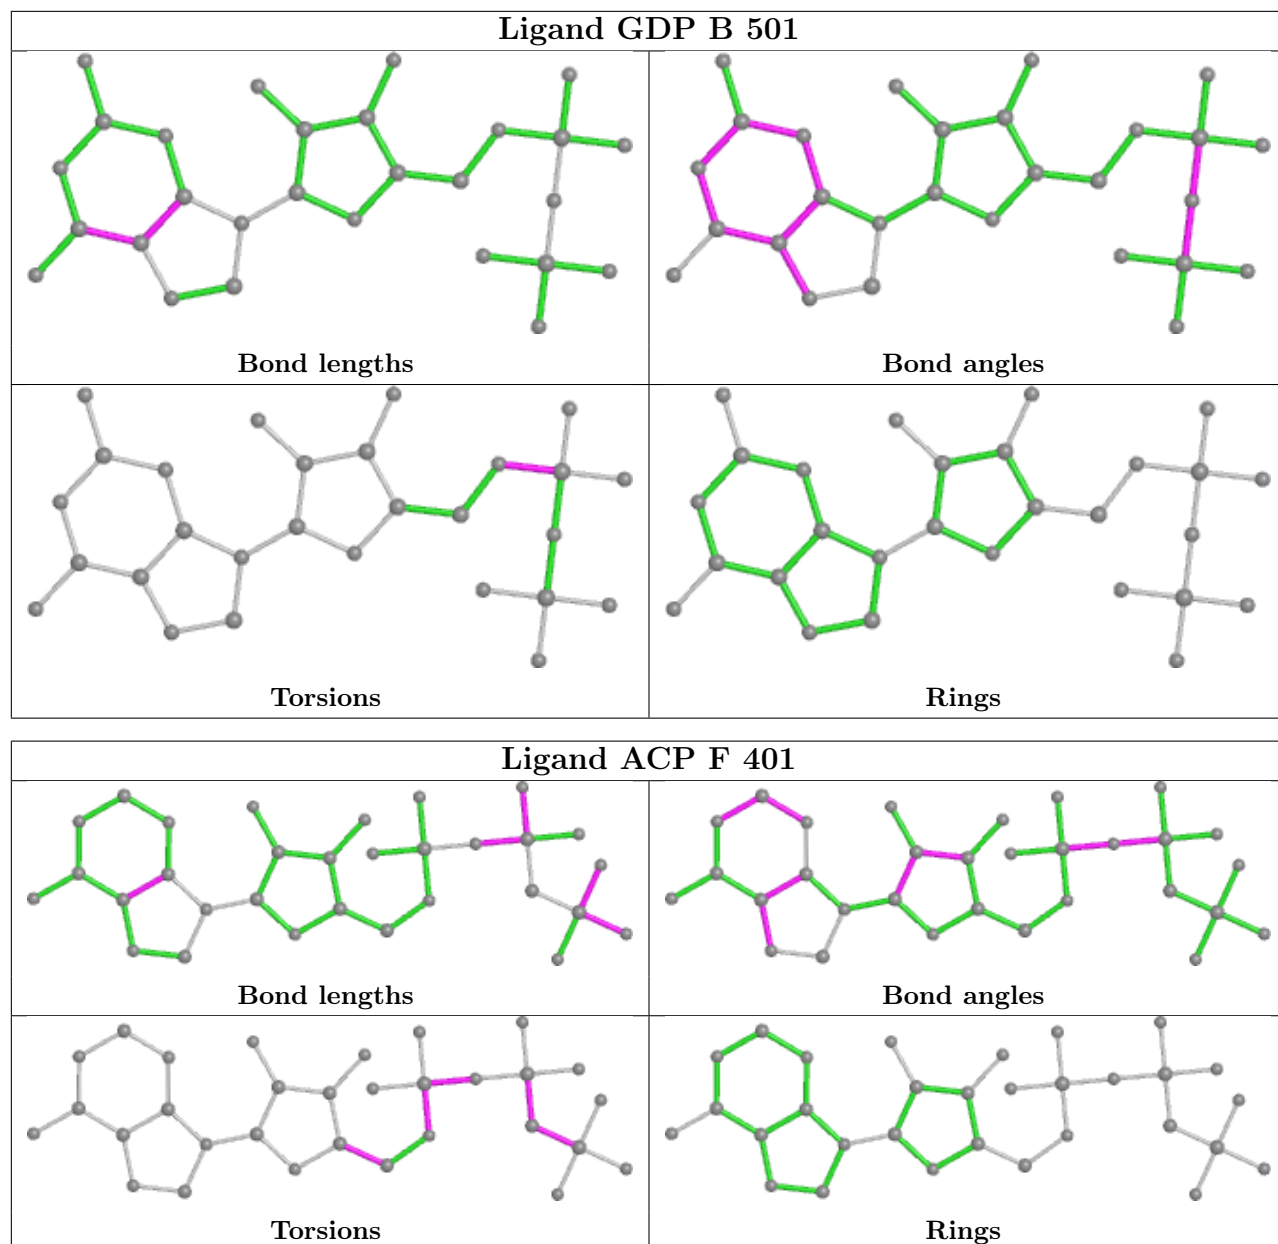 Ligand GDP B 501
Bond lengths
Bond angles
Torsions
Rings
Ligand ACP F 401
Bond lengths
Bond angles
Torsions
Rings